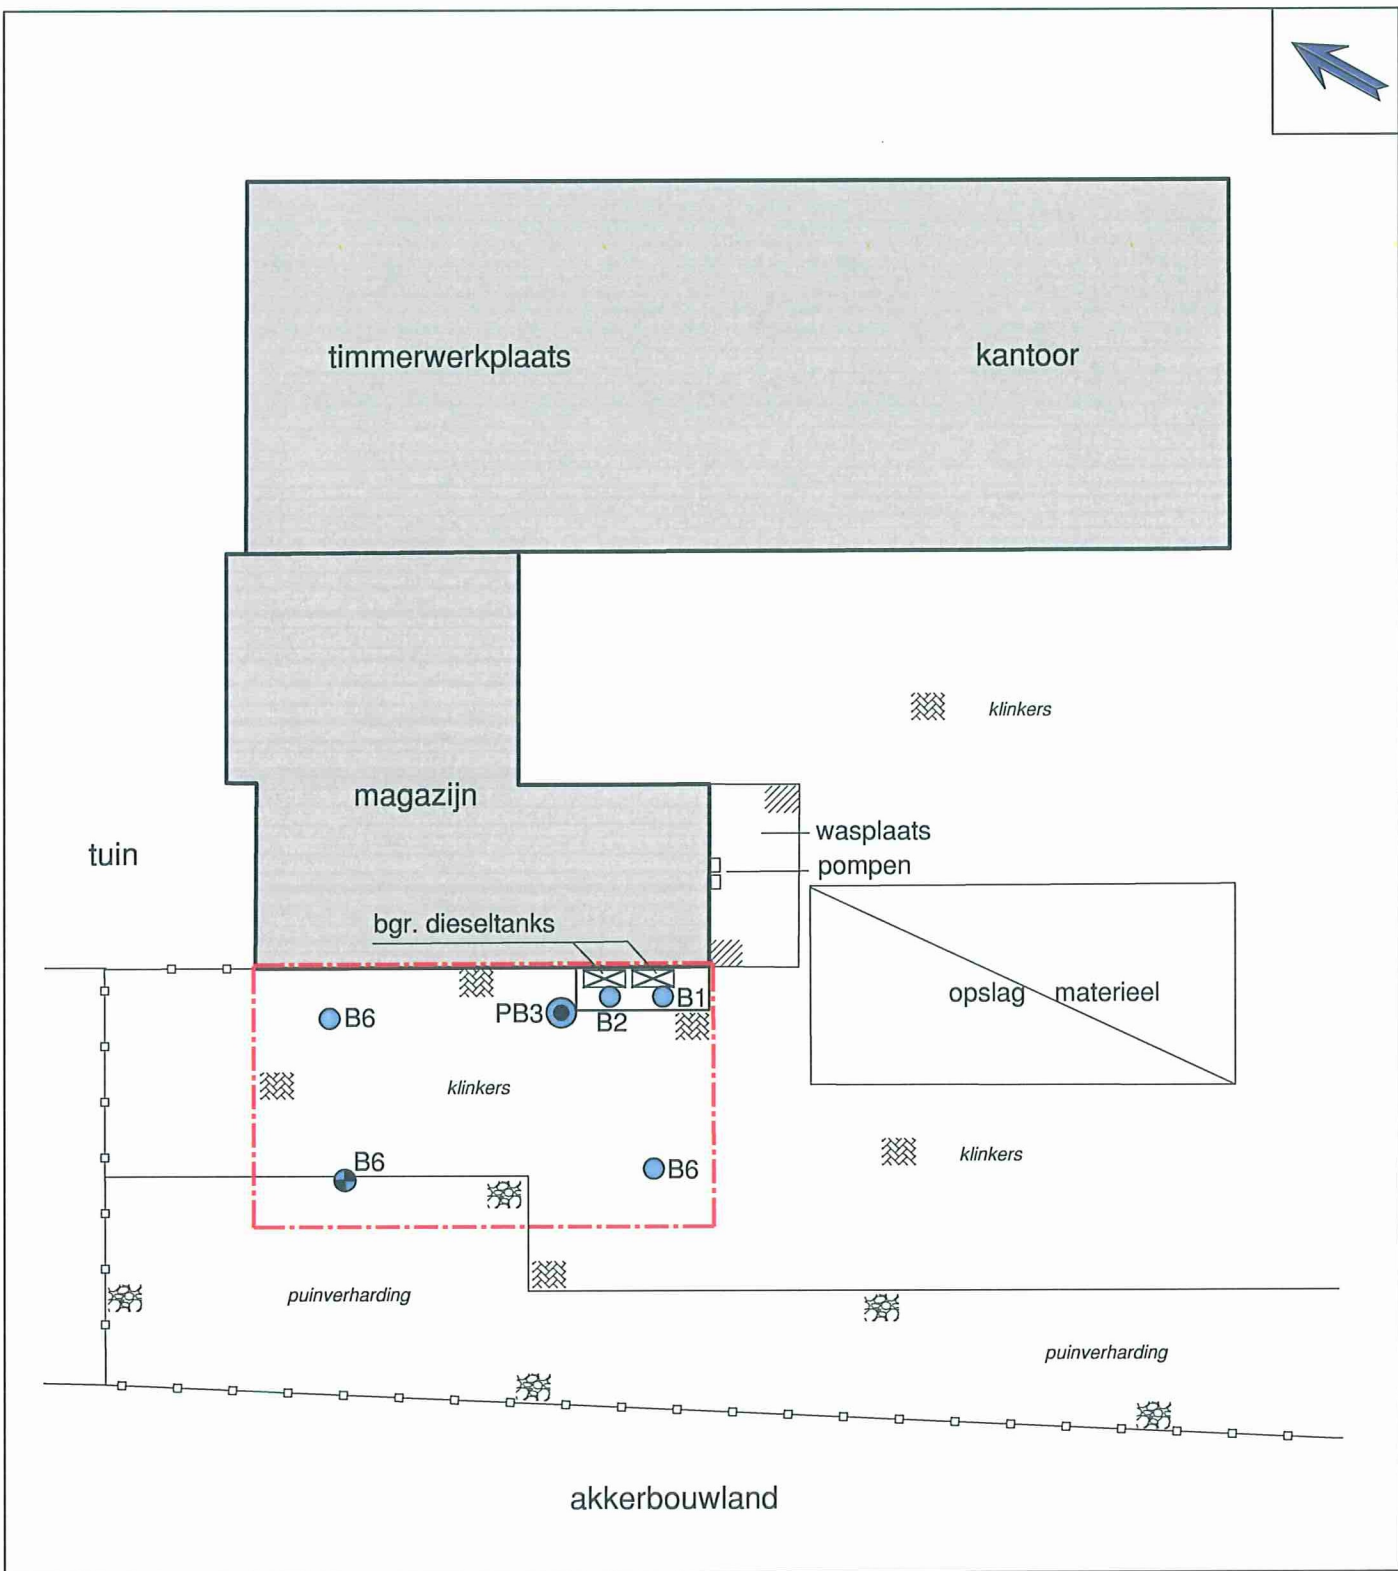 timmerwerkplaats
kantoor
klinkers
magazijn
wasplaats
tuin
pompen
bgr. dieseltanks
opslag materieel
B1
PB3
B2
B6
klinkers
klinkers
B6
B6
puinverharding
puinverharding
akkerbouwland